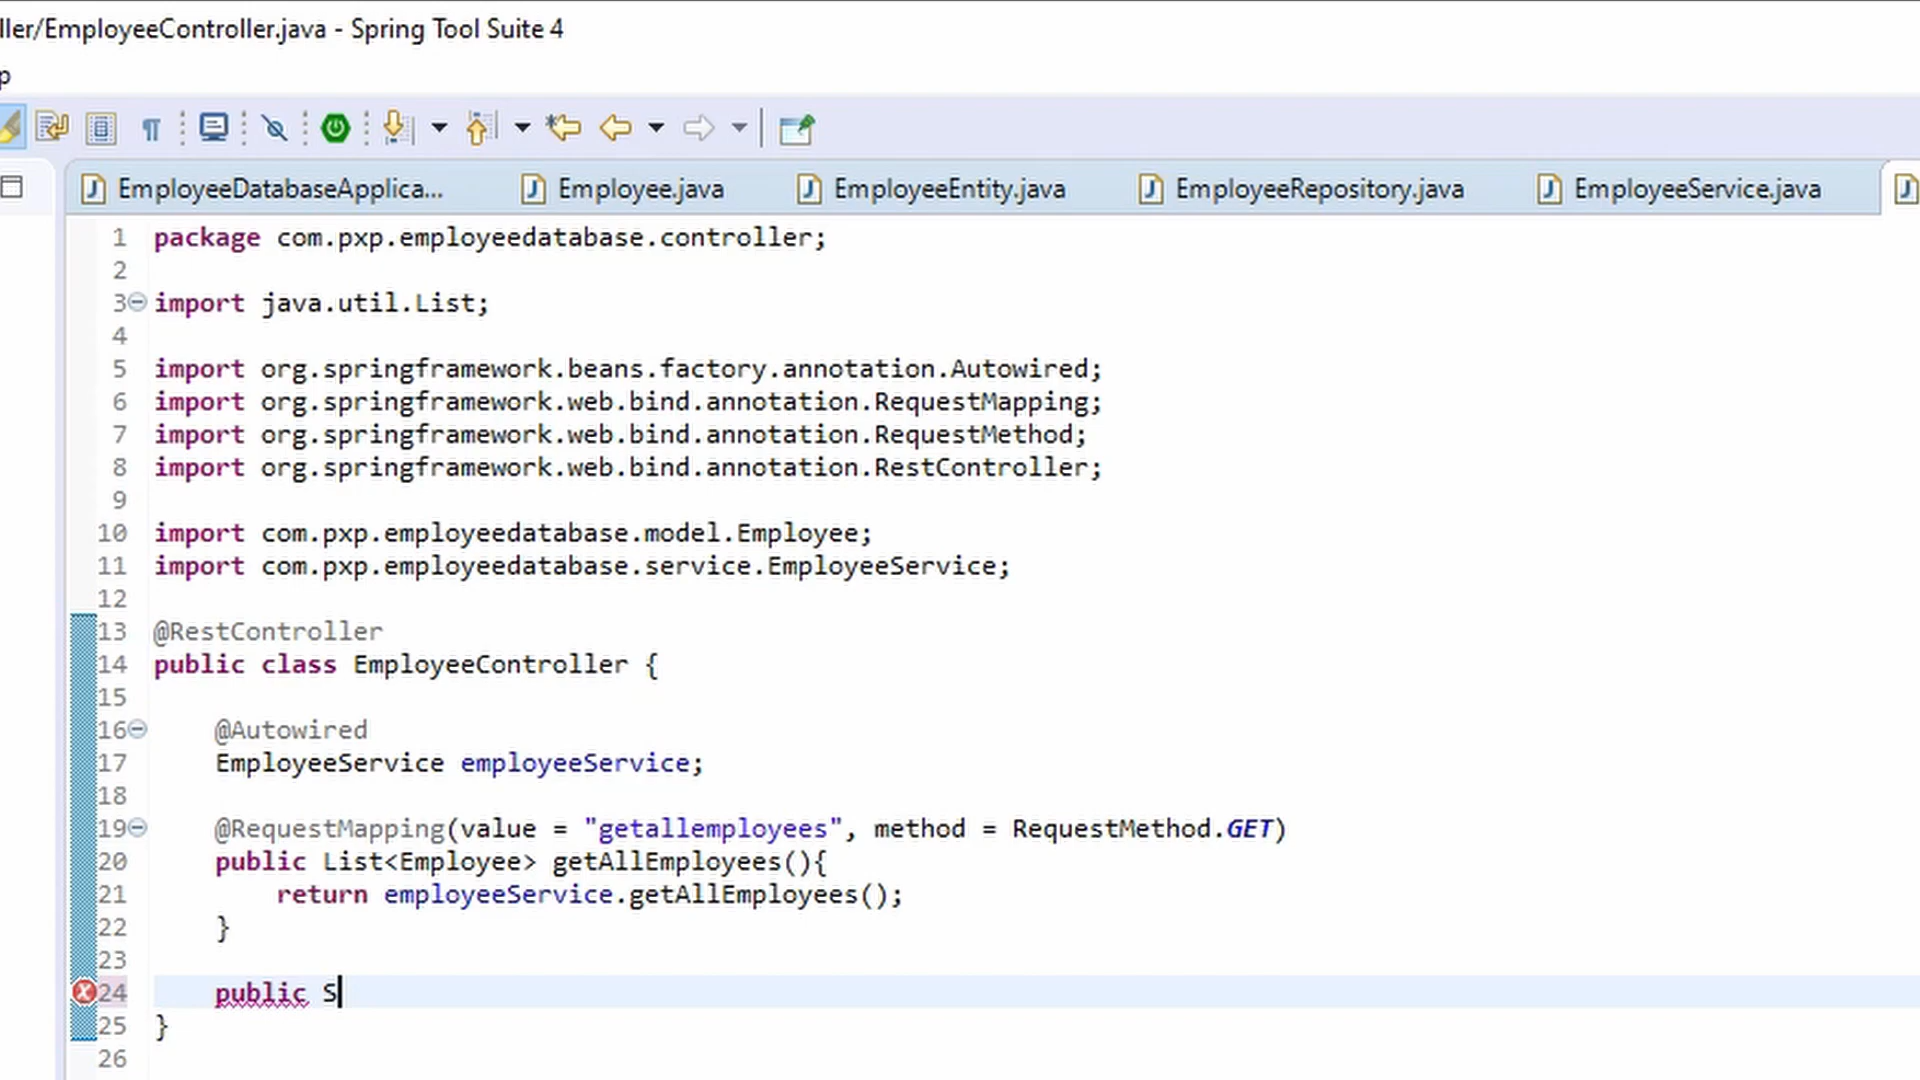 ller/EmployeeController.java - Spring Tool Suite 4
p
EmployeeDatabaseApplica... Employee.java EmployeeEntity.java EmployeeRepository.java EmployeeService.java
1 package com.pxp.employeedatabase.controller;
2
3 import java.util.List;
4
5 import org.springframework.beans.factory.annotation.Autowired;
6 import org.springframework.web.bind.annotation.RequestMapping;
7 import org.springframework.web.bind.annotation.RequestMethod;
8 import org.springframework.web.bind.annotation.RestController;
9
10 import com.pxp.employeedatabase.model.Employee;
11 import com.pxp.employeedatabase.service.EmployeeService;
12
13 @RestController
14 public class EmployeeController {
15
16 @Autowired
17 EmployeeService employeeService;
18
19 @RequestMapping(value = "getallemployees", method = RequestMethod.GET)
20 public List<Employee> getAllEmployees(){
21 return employeeService.getAllEmployees();
22 }
23
24 public S
25 }
26